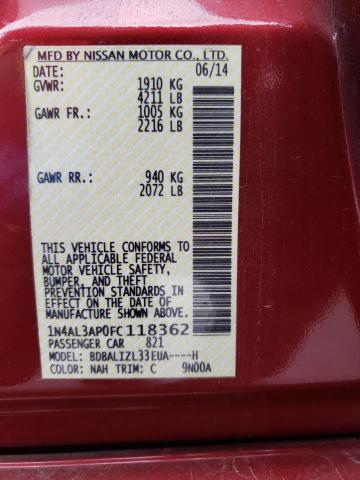 MFD BY NISSAN MOTOR CO., LTD.
DATE: 06/14
GVWR: 1910 KG
4211 LB
GAWR FR.: 1005 KG
2216 LB
GAWR RR.: 940 KG
2072 LB
THIS VEHICLE CONFORMS TO
ALL APPLICABLE FEDERAL
MOTOR VEHICLE SAFETY,
BUMPER, AND THEFT
PREVENTION STANDARDS IN
EFFECT ON THE DATE OF
MANUFACTURE SHOWN ABOVE.
1N4AL3AP0FC118362
PASSENGER CAR 821
MODEL: BDBALIZL33EUA----H
COLOR: NAH TRIM: C 9N00A